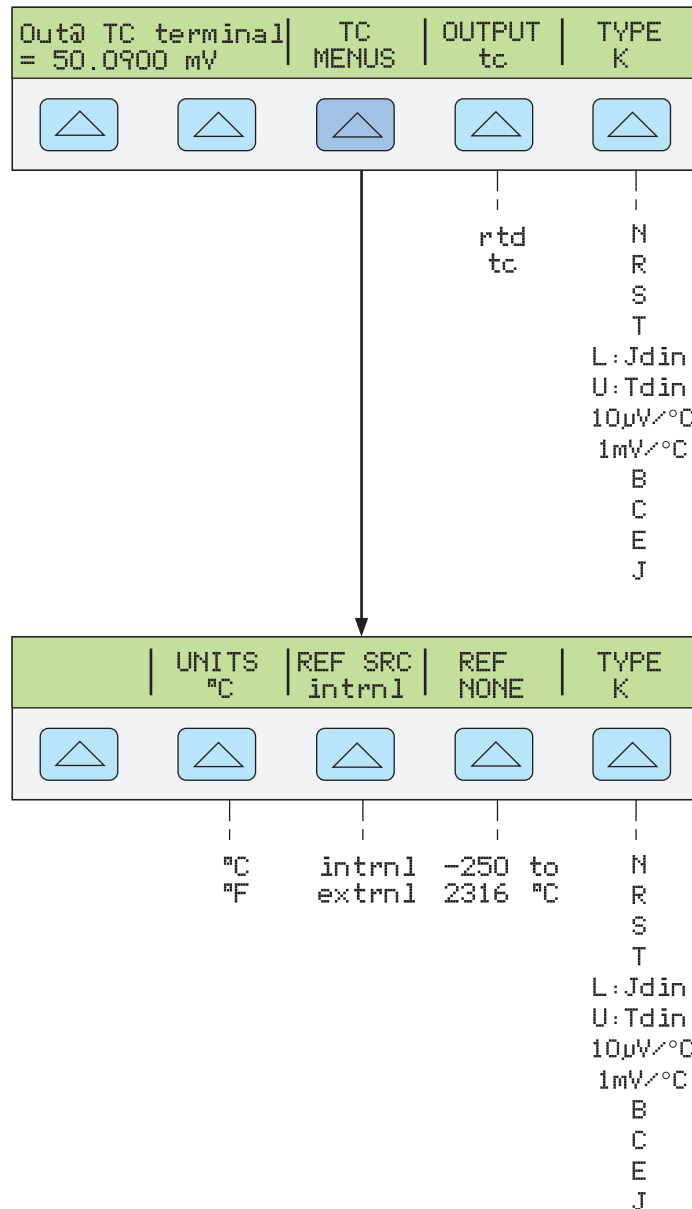 Out@ TC terminal TC OUTPUT TYPE
= 50.0900 mV MENUS tc K
rtd
tc
N
R
S
T
L:Jdin
U:Tdin
10µV/°C
1mV/°C
B
C
E
J
UNITS REF SRC REF TYPE
°C intrnl NONE K
°C
°F
intrnl
extrnl
-250 to
2316 °C
N
R
S
T
L:Jdin
U:Tdin
10µV/°C
1mV/°C
B
C
E
J